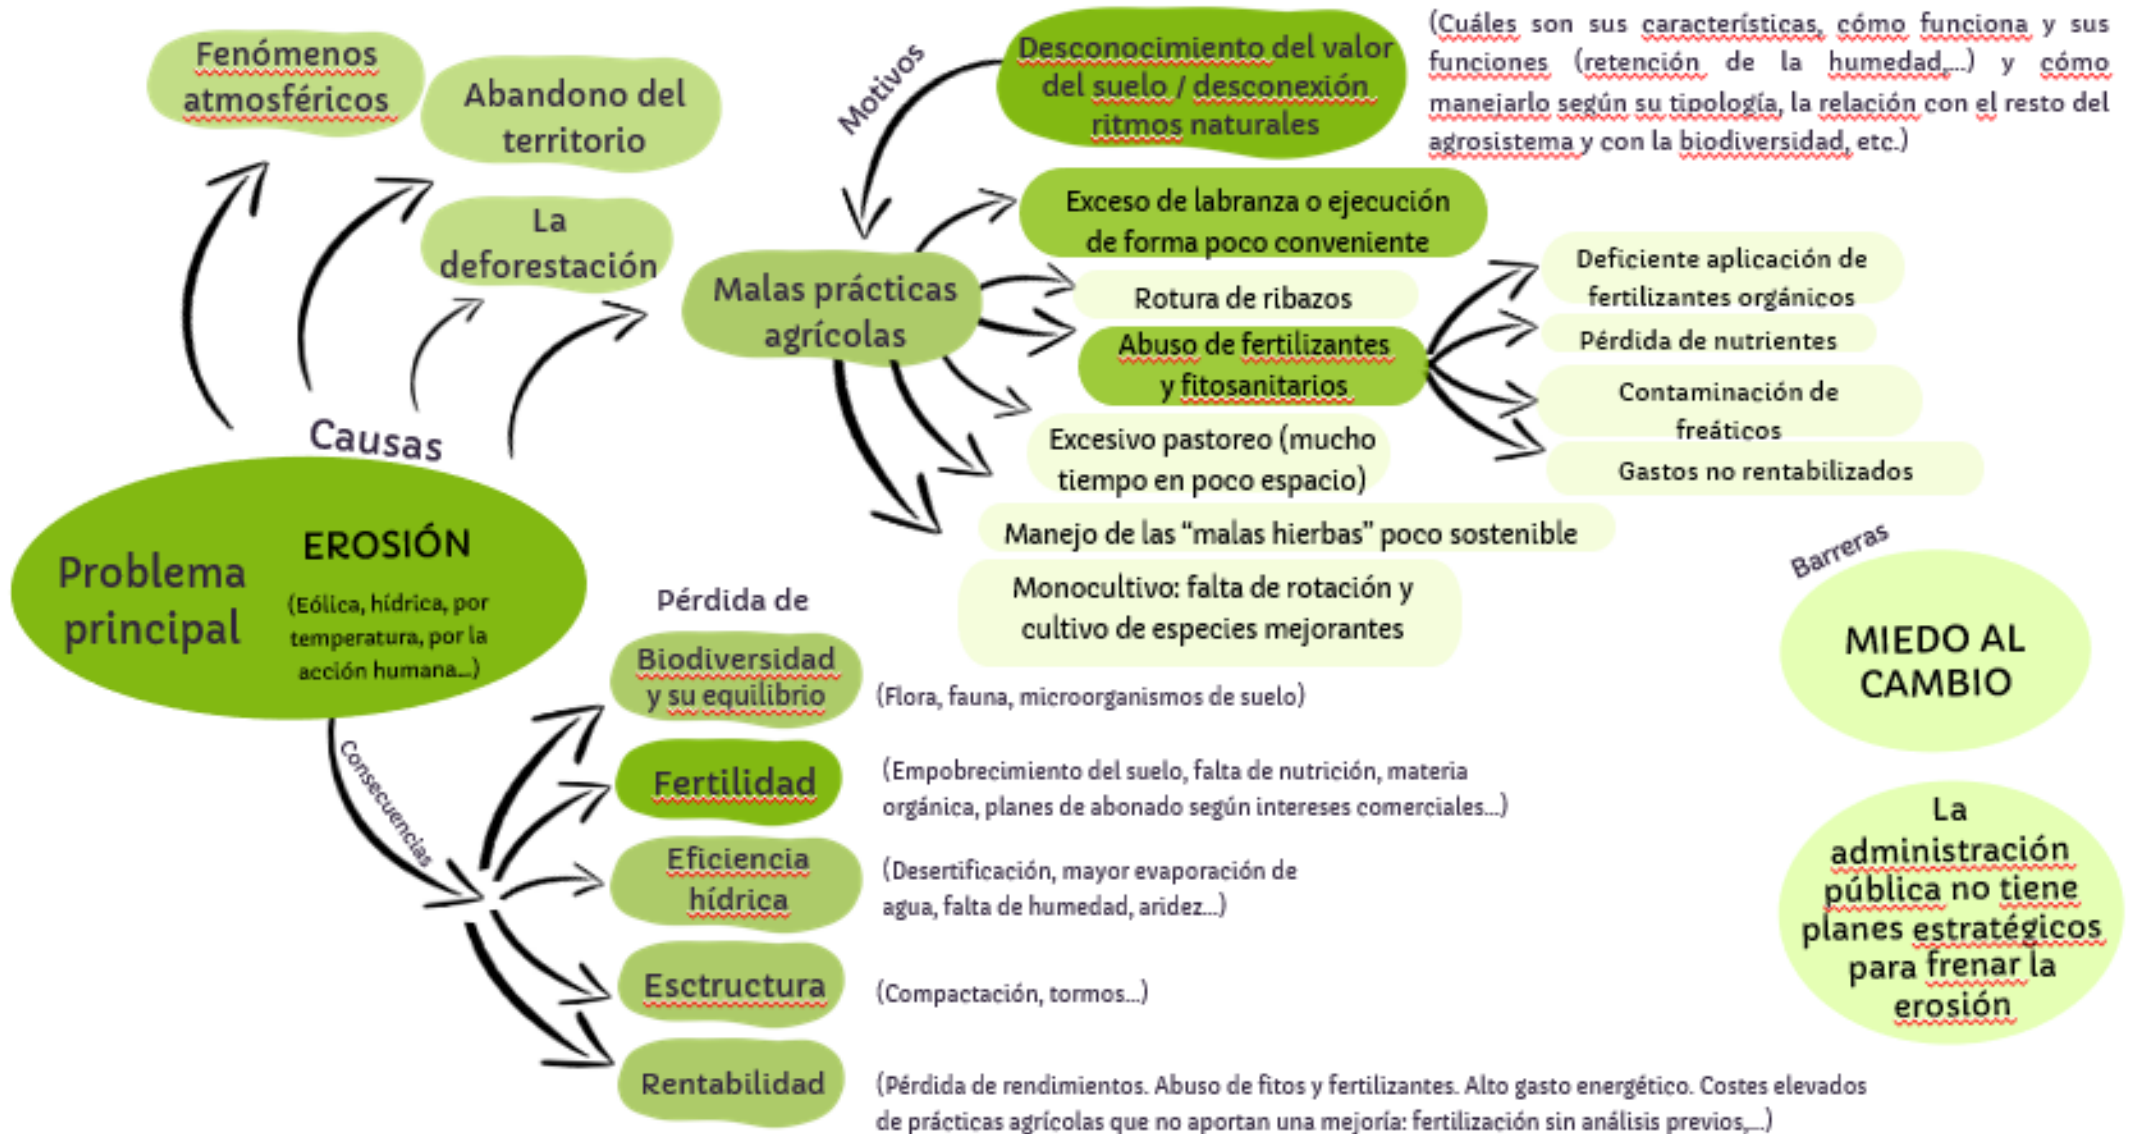 Fenómenos
atmosféricos
Abandono del
territorio
La
deforestación
Causas
Problema
principal
EROSIÓN
(Eólica, hídrica, por
temperatura, por la
acción humana...)
Motivos
Desconocimiento del valor
del suelo / desconexión
ritmos naturales
(Cuáles son sus características, cómo funciona y sus
funciones (retención de la humedad,...) y cómo
manejarlo según su tipología, la relación con el resto del
agrosistema y con la biodiversidad, etc.)
Malas prácticas
agrícolas
Exceso de labranza o ejecución
de forma poco conveniente
Rotura de ribazos
Abuso de fertilizantes
y fitosanitarios
Deficiente aplicación de
fertilizantes orgánicos
Pérdida de nutrientes
Contaminación de
freáticos
Gastos no rentabilizados
Excesivo pastoreo (mucho
tiempo en poco espacio)
Manejo de las “malas hierbas” poco sostenible
Monocultivo: falta de rotación y
cultivo de especies mejorantes
Consecuencias
Pérdida de
Biodiversidad
y su equilibrio
(Flora, fauna, microorganismos de suelo)
Fertilidad
(Empobrecimiento del suelo, falta de nutrición, materia
orgánica, planes de abonado según intereses comerciales...)
Eficiencia
hídrica
(Desertificación, mayor evaporación de
agua, falta de humedad, aridez...)
Esctructura
(Compactación, tormos...)
Rentabilidad
(Pérdida de rendimientos. Abuso de fitos y fertilizantes. Alto gasto energético. Costes elevados
de prácticas agrícolas que no aportan una mejoría: fertilización sin análisis previos,...)
Barreras
MIEDO AL
CAMBIO
La
administración
pública no tiene
planes estratégicos
para frenar la
erosión